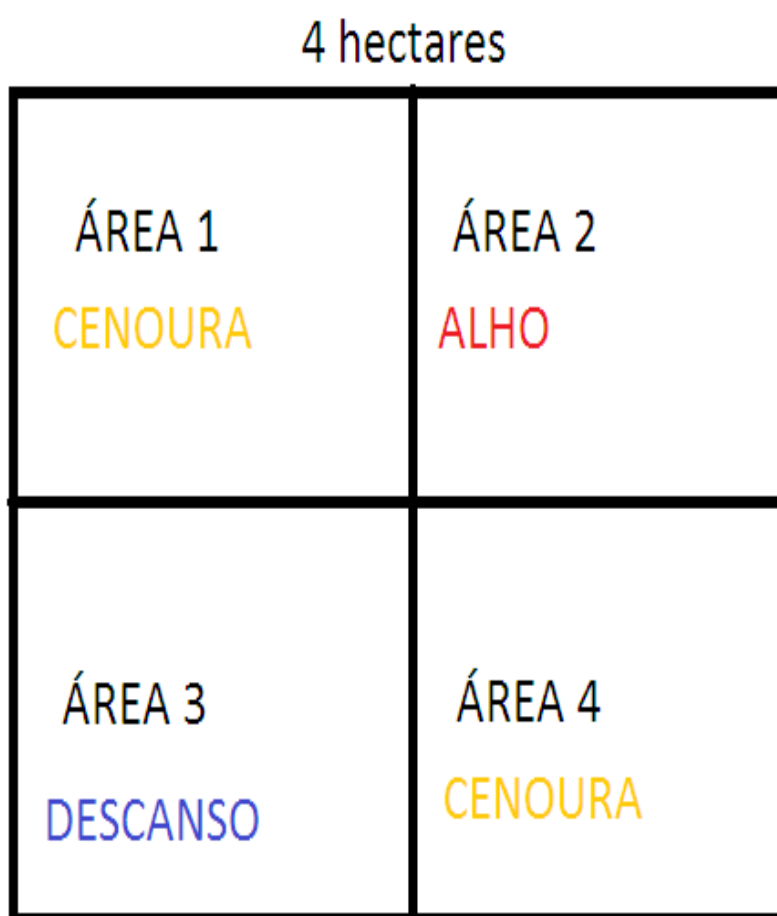 4 hectares
ÁREA 1
CENOURA
ÁREA 2
ALHO
ÁREA 3
DESCANSO
ÁREA 4
CENOURA